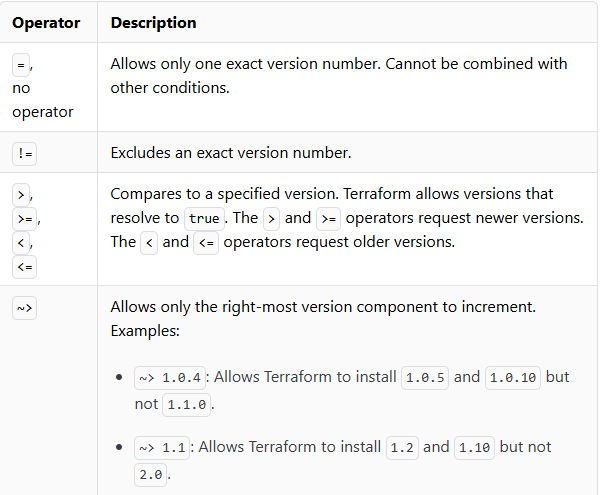 Operator Description
=,
no
operator
Allows only one exact version number. Cannot be combined with
other conditions.
!= Excludes an exact version number.
>,
>=,
<,
<=
Compares to a specified version. Terraform allows versions that
resolve to true. The > and >= operators request newer versions.
The < and <= operators request older versions.
~> Allows only the right-most version component to increment.
Examples:
• ~> 1.0.4: Allows Terraform to install 1.0.5 and 1.0.10 but
not 1.1.0.
• ~> 1.1: Allows Terraform to install 1.2 and 1.10 but not
2.0.